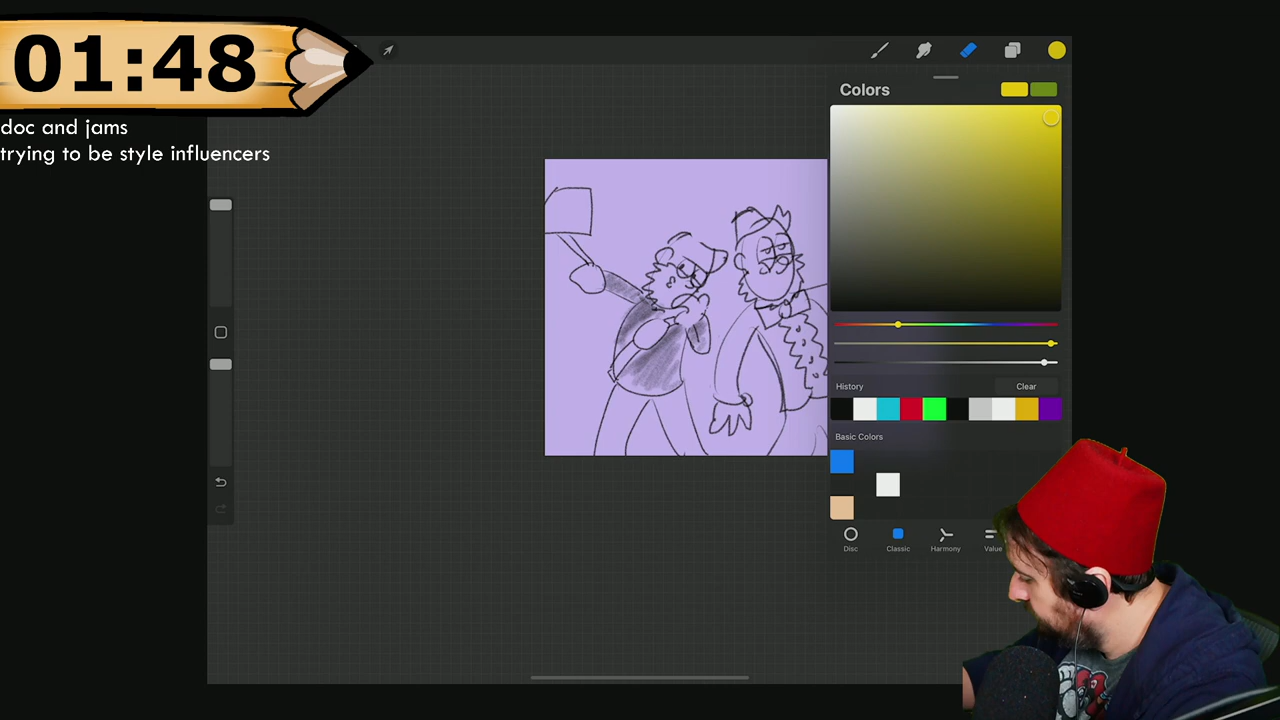 01:48
doc and jams
trying to be style influencers
Colors
History
Clear
Basic Colors
Disc
Classic
Harmony
Value